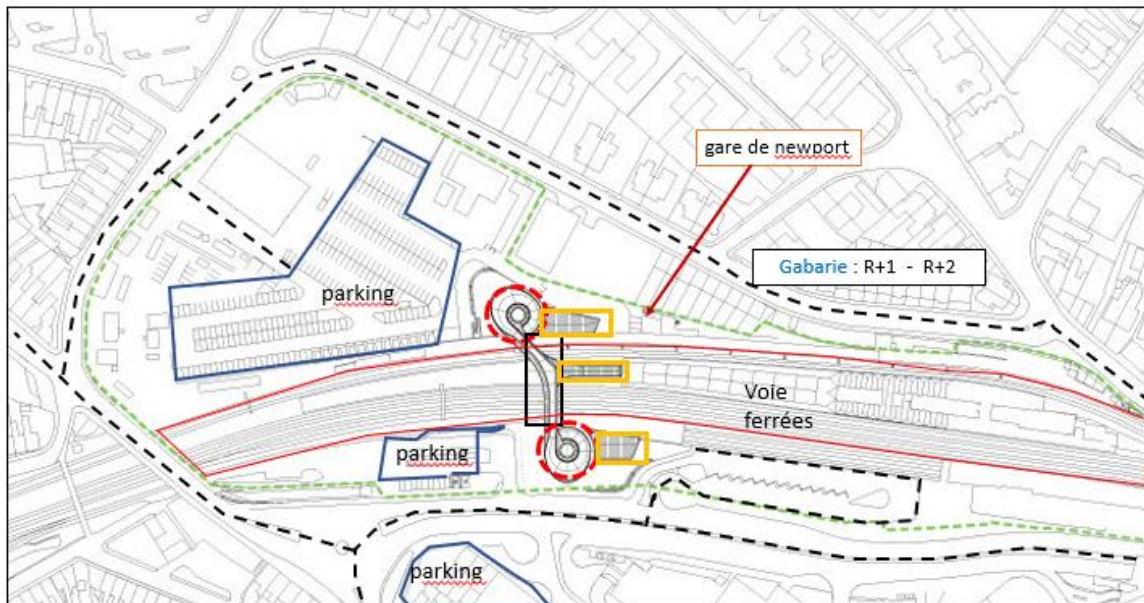 gare de newport
Gabarie : R+1 - R+2
parking
Voie
ferrées
parking
parking